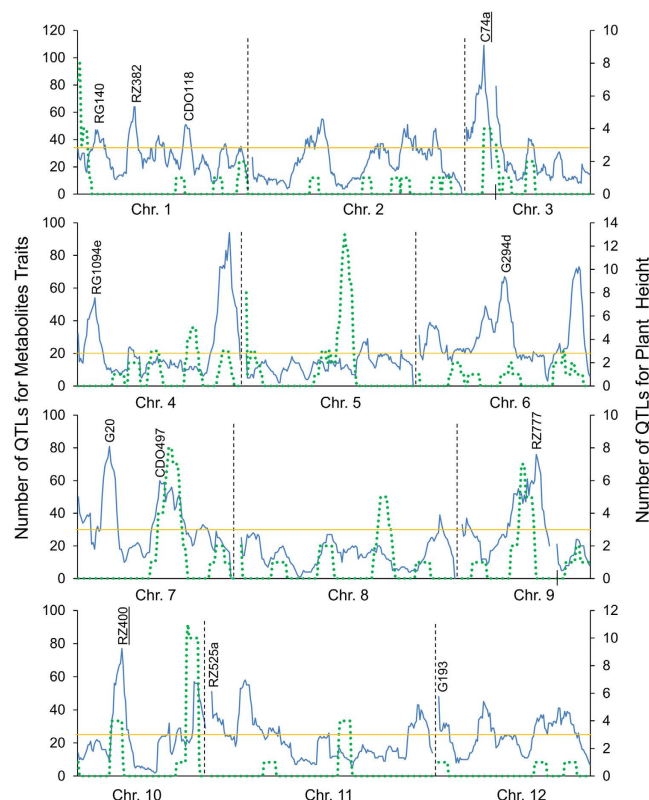 Number of QTLs for Metabolites Traits
Number of QTLs for Plant Height
120
100
80
60
40
20
0
10
9
8
7
6
5
4
3
2
1
0
RG140
RZ382
CDO118
C74a
Chr. 1
Chr. 2
Chr. 3
100
80
60
40
20
0
14
12
10
8
6
4
2
0
RG1094e
G294d
Chr. 4
Chr. 5
Chr. 6
100
80
60
40
20
0
10
8
6
4
2
0
G20
CDO497
RZ777
Chr. 7
Chr. 8
Chr. 9
100
80
60
40
20
0
12
10
8
6
4
2
0
RZ400
RZ525a
G193
Chr. 10
Chr. 11
Chr. 12